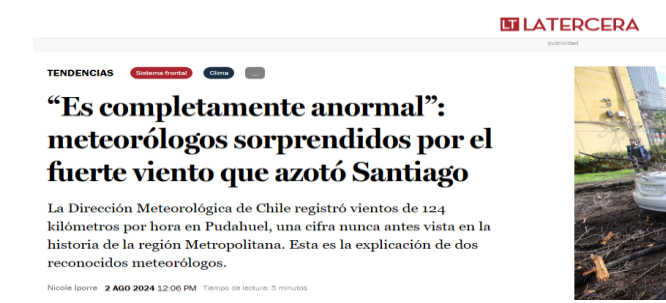 LT LATERCERA
publicidad
TENDENCIAS Sistema frontal Clima ...
“Es completamente anormal”:
meteorólogos sorprendidos por el
fuerte viento que azotó Santiago
La Dirección Meteorológica de Chile registró vientos de 124
kilómetros por hora en Pudahuel, una cifra nunca antes vista en la
historia de la región Metropolitana. Esta es la explicación de dos
reconocidos meteorólogos.
Nicole Iporre 2 AGO 2024 12:06 PM Tiempo de lectura: 5 minutos